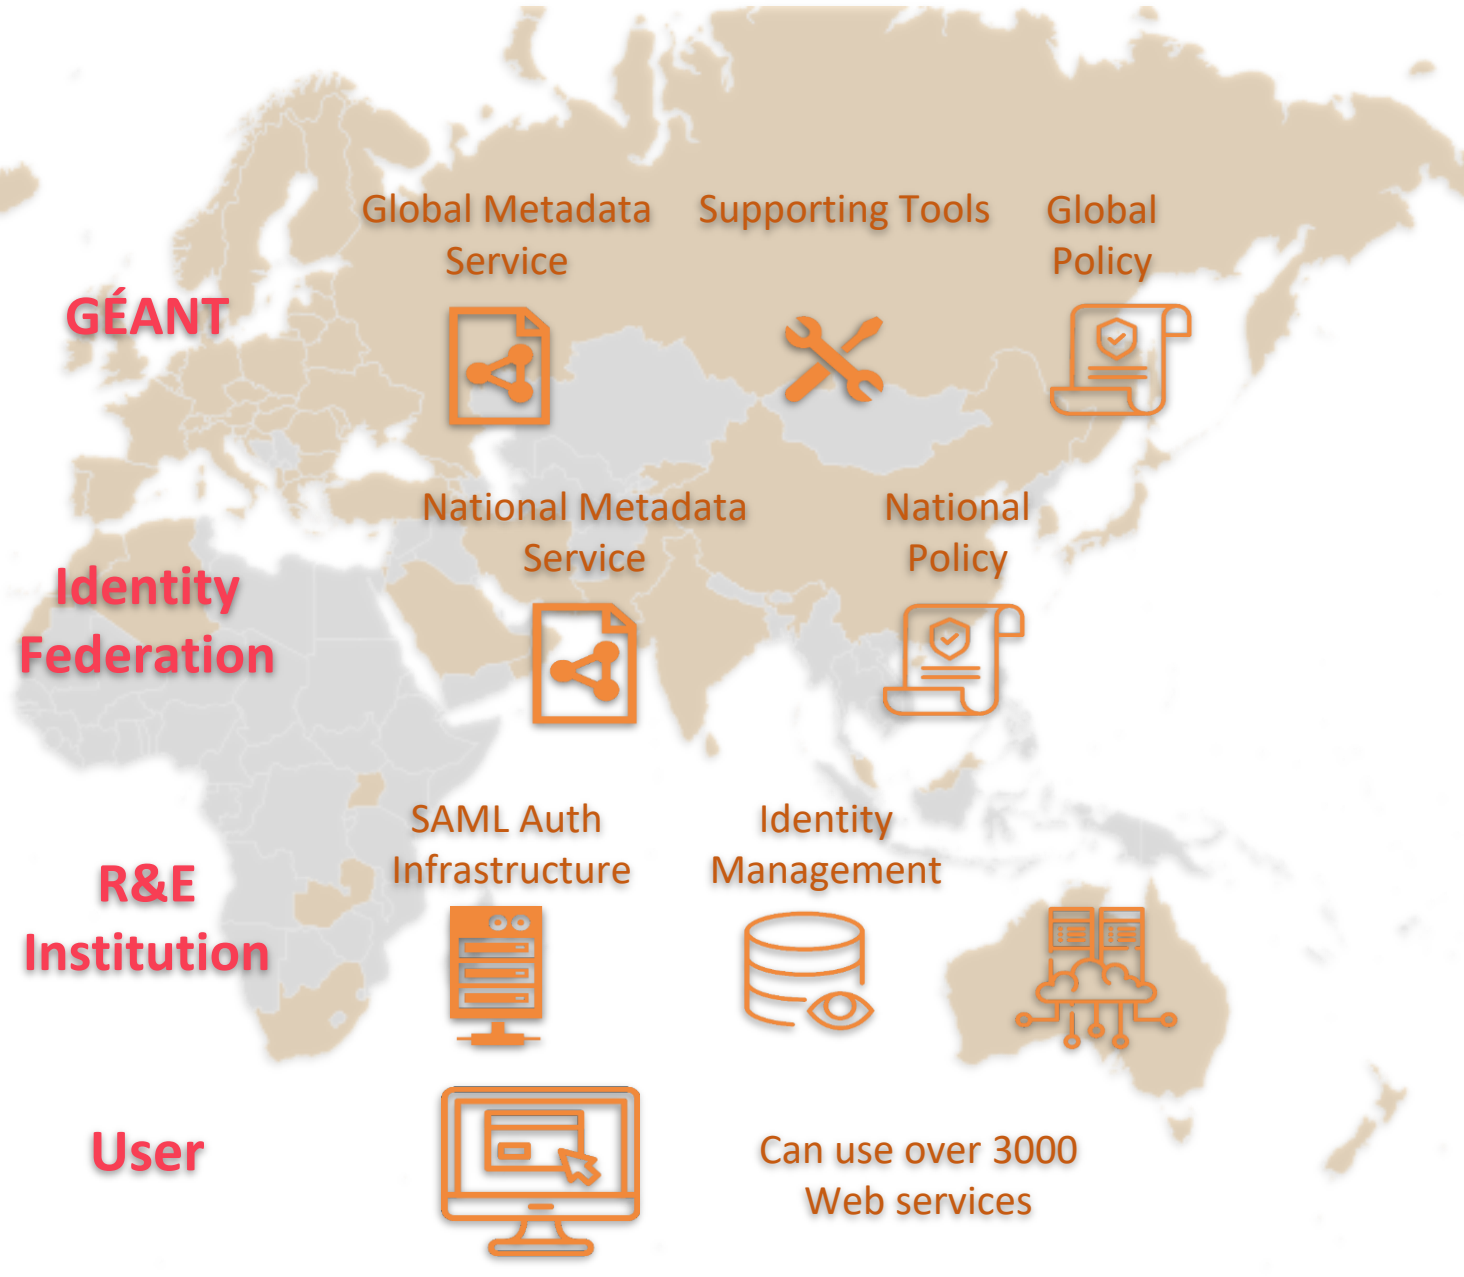 Global Metadata
Service
Supporting Tools
Global
Policy
GÉANT
National Metadata
Service
National
Policy
Identity
Federation
SAML Auth
Infrastructure
Identity
Management
R&E
Institution
User
Can use over 3000
Web services